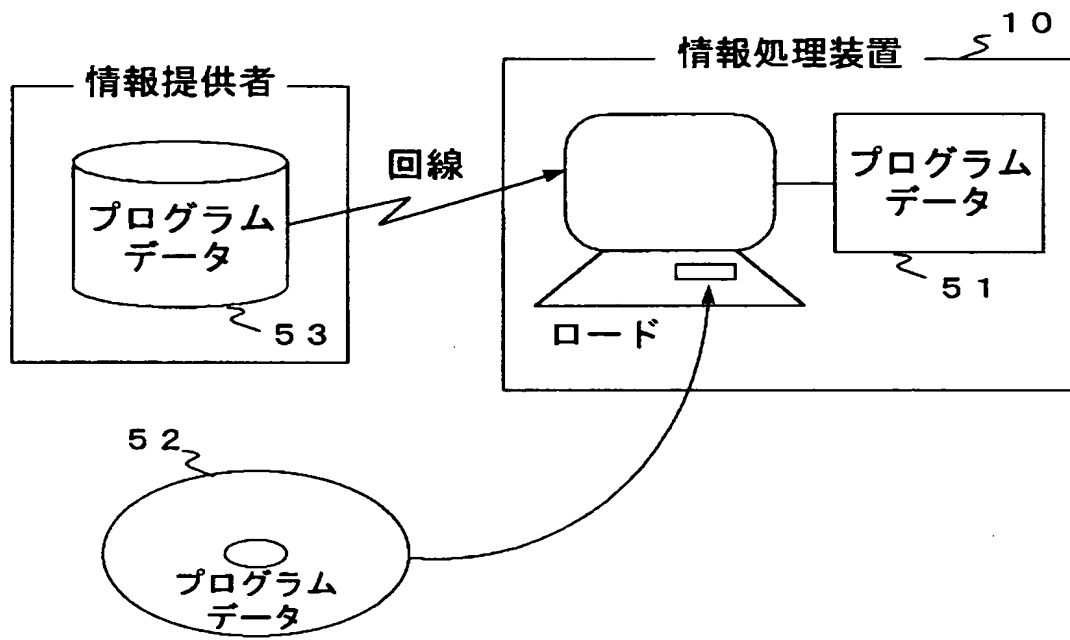 １０
情報処理装置
情報提供者
プログラム
データ
回線
プログラム
データ
５１
５３
ロード
５２
プログラム
データ